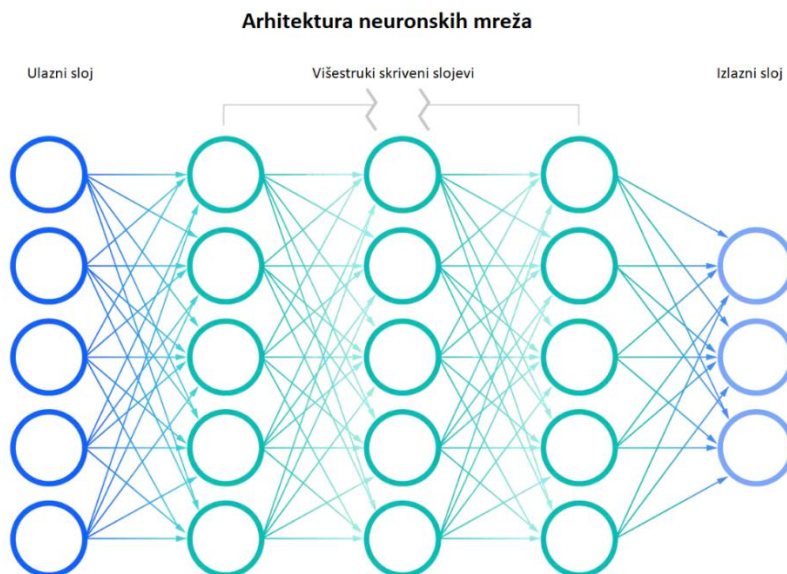 Arhitektura neuronskih mreža
Ulazni sloj
Višestruki skriveni slojevi
Izlazni sloj